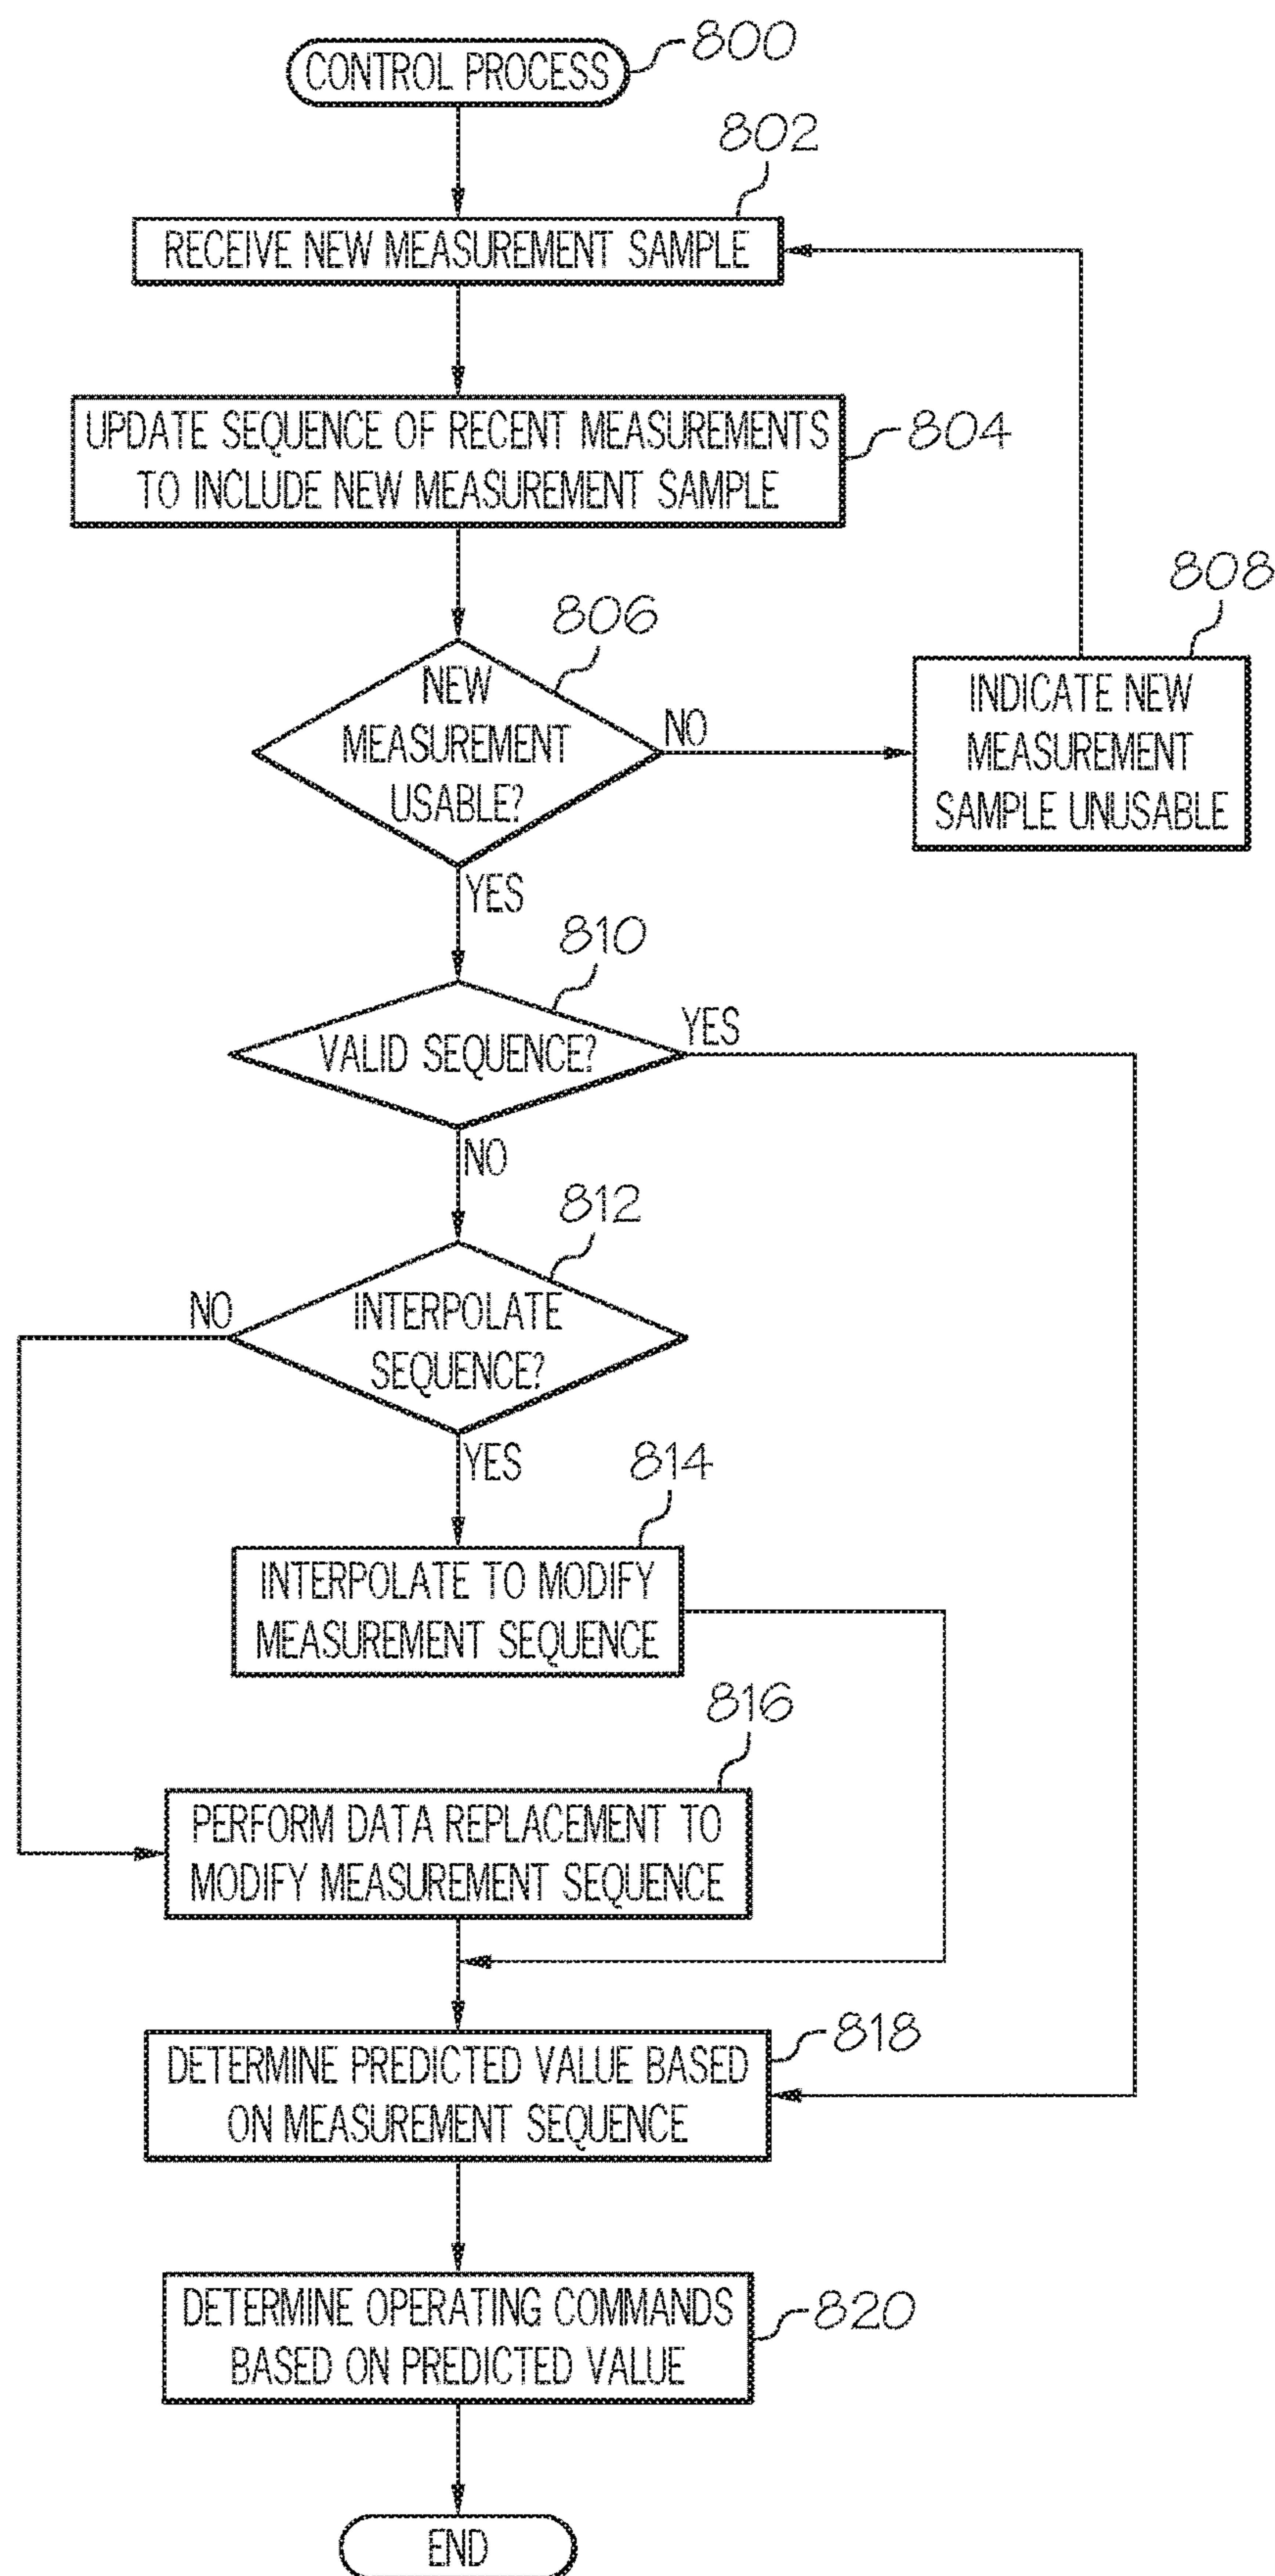 CONTROL PROCESS
800
802
RECEIVE NEW MEASUREMENT SAMPLE
UPDATE SEQUENCE OF RECENT MEASUREMENTS
TO INCLUDE NEW MEASUREMENT SAMPLE
804
806
NEW
MEASUREMENT
USABLE?
NO
808
INDICATE NEW
MEASUREMENT
SAMPLE UNUSABLE
YES
810
VALID SEQUENCE?
YES
NO
812
INTERPOLATE
SEQUENCE?
NO
YES
814
INTERPOLATE TO MODIFY
MEASUREMENT SEQUENCE
816
PERFORM DATA REPLACEMENT TO
MODIFY MEASUREMENT SEQUENCE
818
DETERMINE PREDICTED VALUE BASED
ON MEASUREMENT SEQUENCE
DETERMINE OPERATING COMMANDS
BASED ON PREDICTED VALUE
820
END